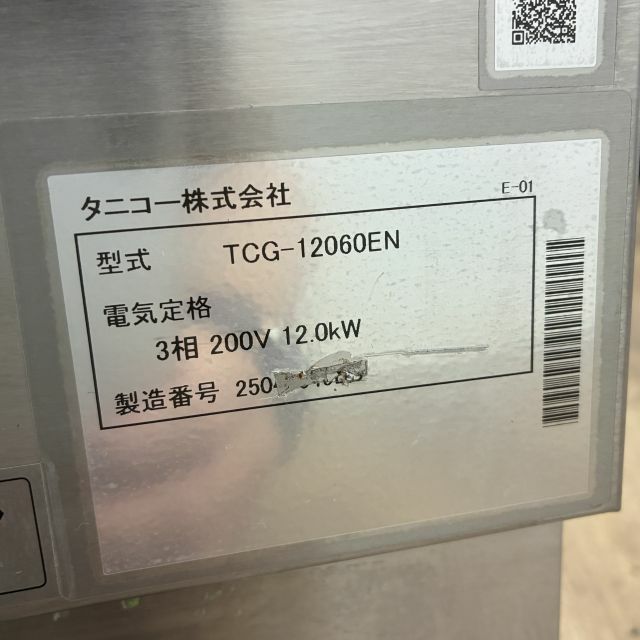 タニコー株式会社
E-01
型式 TCG-12060EN
電気定格
3相 200V 12.0kW
製造番号